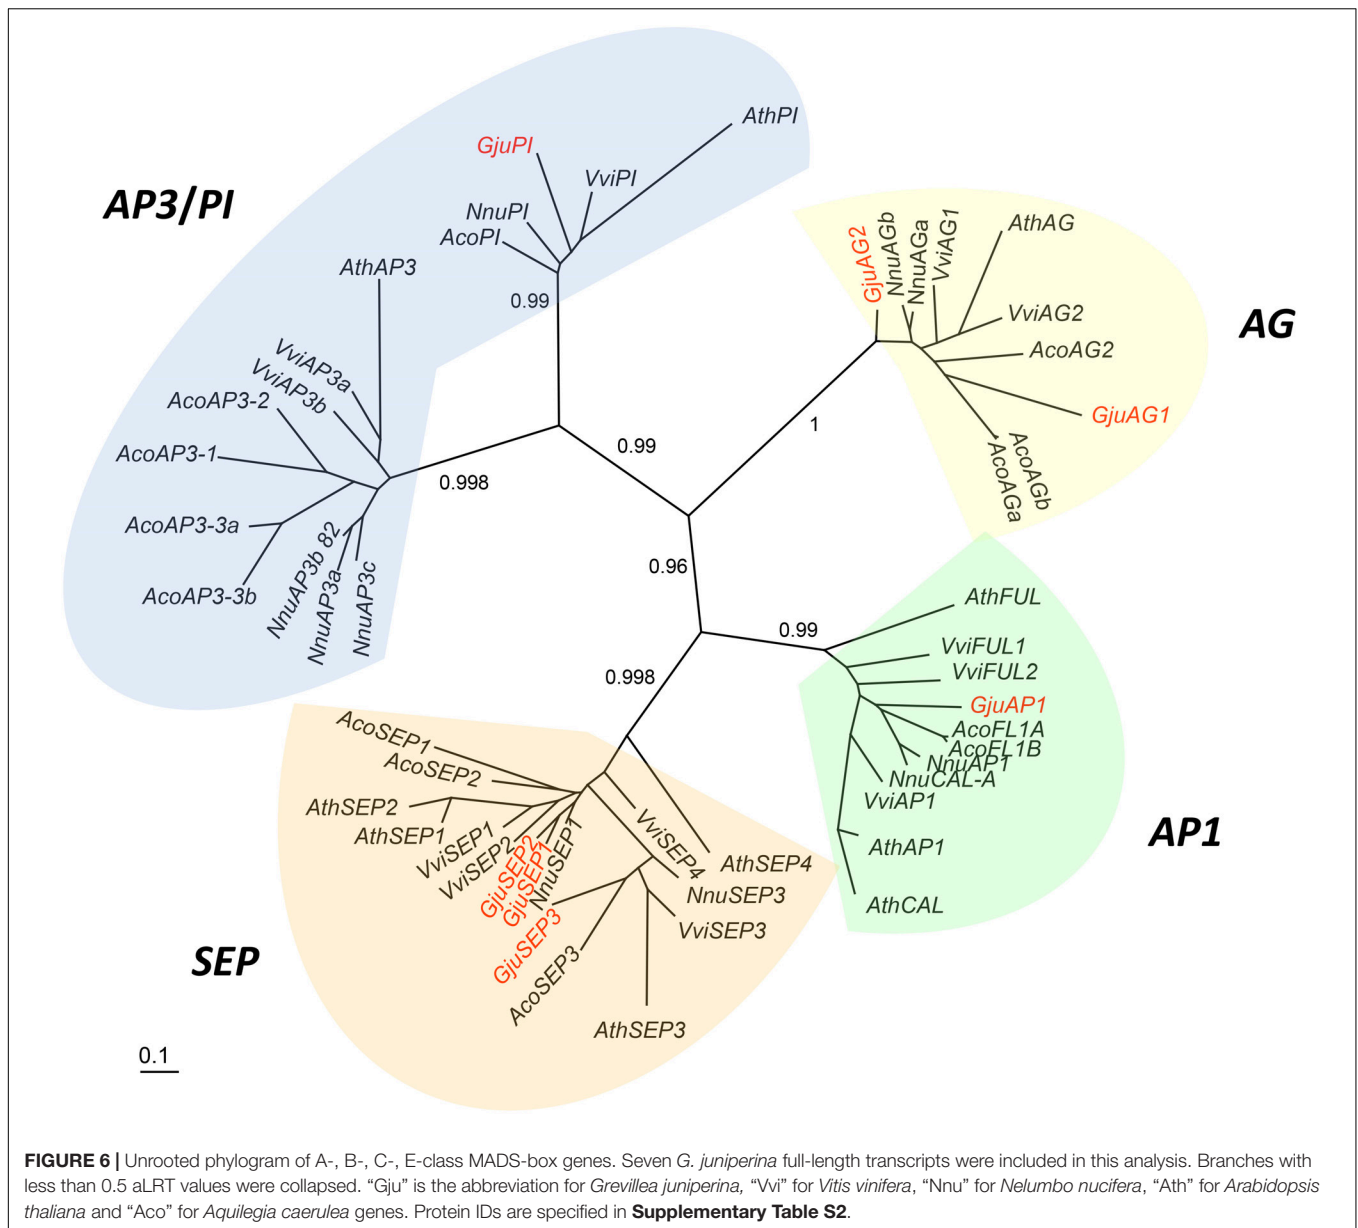 AthPI
GjuPI
VviPI
AP3/PI
NnuPI
AcoPI
AthAP3
0.99
VviAP3a
VviAP3b
AcoAP3-2
AcoAP3-1
0.998
AcoAP3-3a
AcoAP3-3b
NnuAP3b 82
NnuAP3a
NnuAP3c
0.99
1
0.96
GjuAG2
NnuAGb
NnuAGa
VviAG1
AthAG
VviAG2
AG
AcoAG2
GjuAG1
AcoAGb
AcoAGa
0.99
AthFUL
VviFUL1
VviFUL2
GjuAP1
AcoFL1A
AcoFL1B
NnuAP1
NnuCAL-A
VviAP1
AP1
AthAP1
AthCAL
0.998
AcoSEP1
AcoSEP2
AthSEP2
AthSEP1
VviSEP1
VviSEP2
GjuSEP2
GjuSEP1
NnuSEP1
GjuSEP3
VviSEP4
AthSEP4
NnuSEP3
VviSEP3
SEP
AcoSEP3
AthSEP3
0.1
FIGURE 6 | Unrooted phylogram of A-, B-, C-, E-class MADS-box genes. Seven G. juniperina full-length transcripts were included in this analysis. Branches with
less than 0.5 aLRT values were collapsed. “Gju” is the abbreviation for Grevillea juniperina, “Vvi” for Vitis vinifera, “Nnu” for Nelumbo nucifera, “Ath” for Arabidopsis
thaliana and “Aco” for Aquilegia caerulea genes. Protein IDs are specified in Supplementary Table S2.